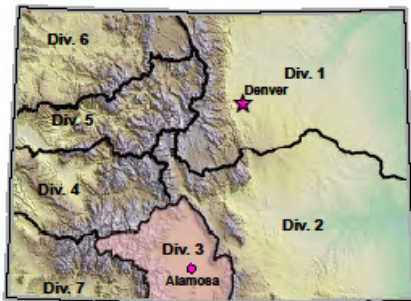 Div. 6
Div. 1
Denver
Div. 5
Div. 4
Div. 2
Div. 3
Alamosa
Div. 7